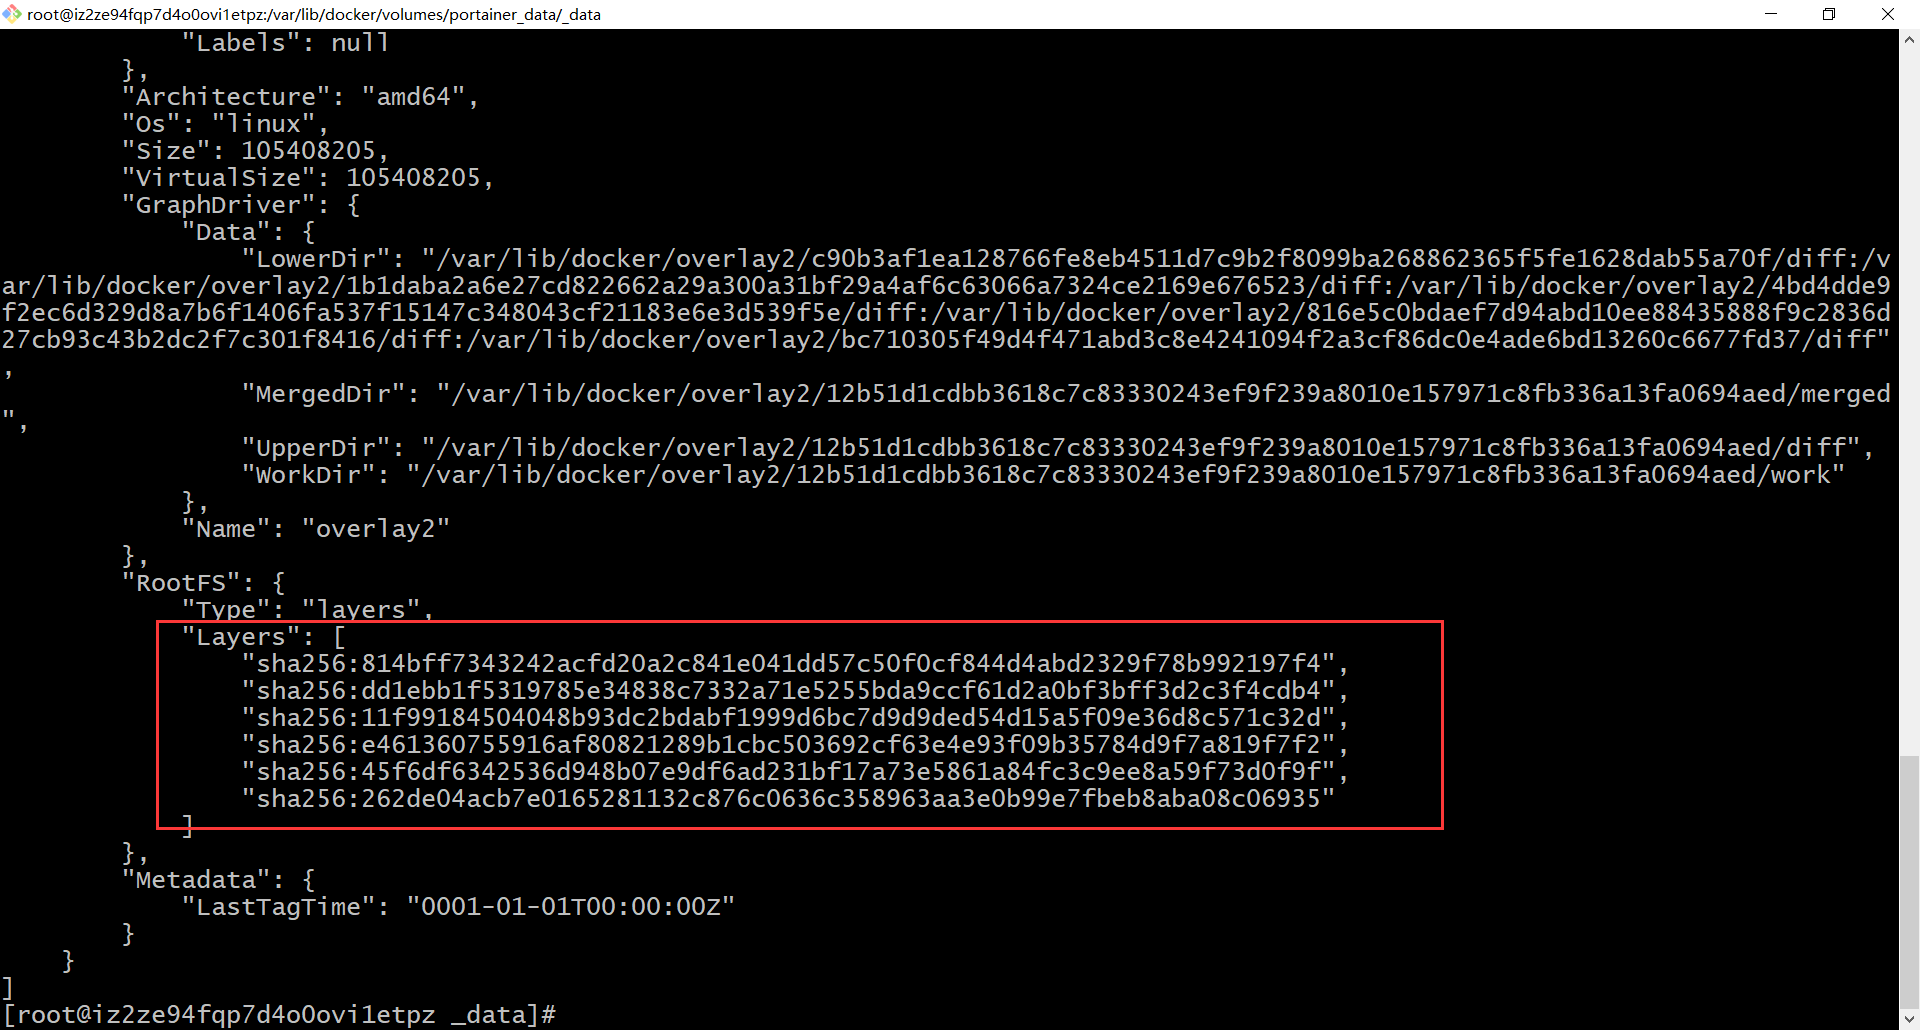 root@iz2ze94fqp7d4o0ovi1etpz:/var/lib/docker/volumes/portainer_data/_data
            "Labels": null
        },
        "Architecture": "amd64",
        "Os": "linux",
        "Size": 105408205,
        "VirtualSize": 105408205,
        "GraphDriver": {
            "Data": {
                "LowerDir": "/var/lib/docker/overlay2/c90b3af1ea128766fe8eb4511d7c9b2f8099ba268862365f5fe1628dab55a70f/diff:/v
ar/lib/docker/overlay2/1b1daba2a6e27cd822662a29a300a31bf29a4af6c63066a7324ce2169e676523/diff:/var/lib/docker/overlay2/4bd4dde9
f2ec6d329d8a7b6f1406fa537f15147c348043cf21183e6e3d539f5e/diff:/var/lib/docker/overlay2/816e5c0bdaef7d94abd10ee88435888f9c2836d
27cb93c43b2dc2f7c301f8416/diff:/var/lib/docker/overlay2/bc710305f49d4f471abd3c8e4241094f2a3cf86dc0e4ade6bd13260c6677fd37/diff"
,
                "MergedDir": "/var/lib/docker/overlay2/12b51d1cdbb3618c7c83330243ef9f239a8010e157971c8fb336a13fa0694aed/merged
",
                "UpperDir": "/var/lib/docker/overlay2/12b51d1cdbb3618c7c83330243ef9f239a8010e157971c8fb336a13fa0694aed/diff",
                "WorkDir": "/var/lib/docker/overlay2/12b51d1cdbb3618c7c83330243ef9f239a8010e157971c8fb336a13fa0694aed/work"
            },
            "Name": "overlay2"
        },
        "RootFS": {
            "Type": "layers",
            "Layers": [
                "sha256:814bff7343242acfd20a2c841e041dd57c50f0cf844d4abd2329f78b992197f4",
                "sha256:dd1ebb1f5319785e34838c7332a71e5255bda9ccf61d2a0bf3bff3d2c3f4cdb4",
                "sha256:11f99184504048b93dc2bdabf1999d6bc7d9d9ded54d15a5f09e36d8c571c32d",
                "sha256:e461360755916af80821289b1cbc503692cf63e4e93f09b35784d9f7a819f7f2",
                "sha256:45f6df6342536d948b07e9df6ad231bf17a73e5861a84fc3c9ee8a59f73d0f9f",
                "sha256:262de04acb7e0165281132c876c0636c358963aa3e0b99e7fbeb8aba08c06935"
            ]
        },
        "Metadata": {
            "LastTagTime": "0001-01-01T00:00:00Z"
        }
    }
]
[root@iz2ze94fqp7d4o0ovi1etpz _data]#